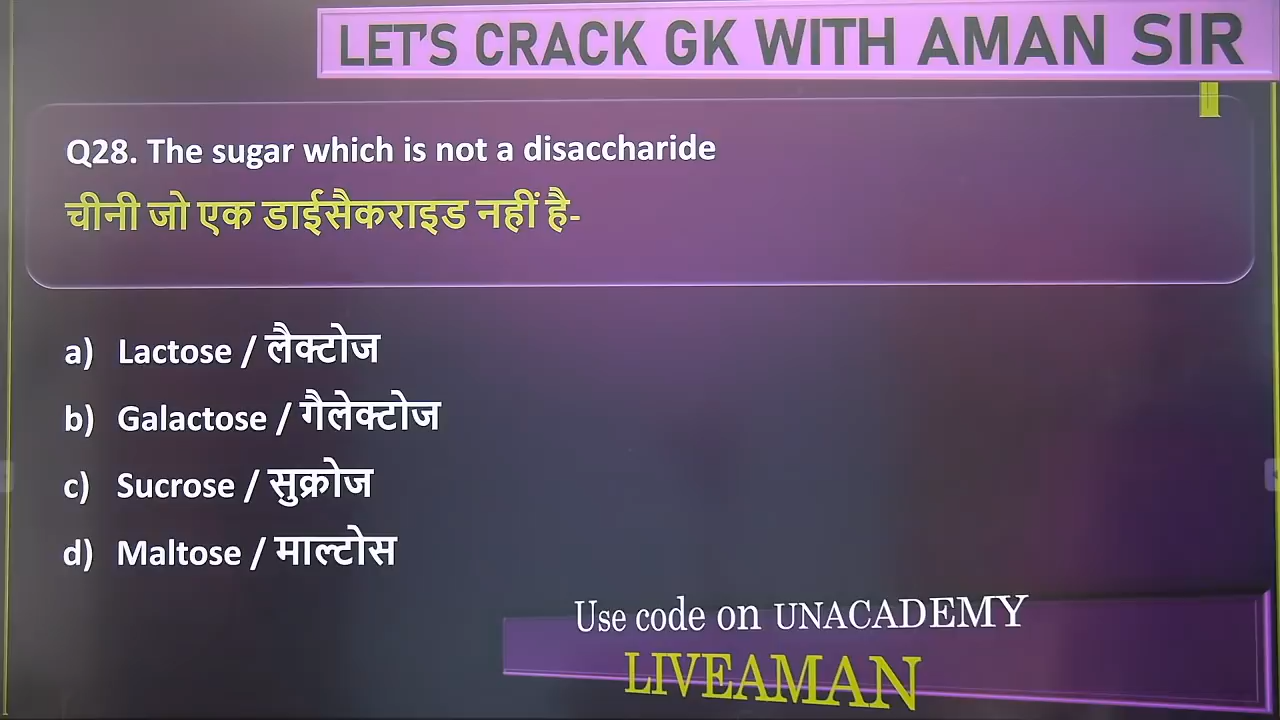 LET'S CRACK GK WITH AMAN SIR
Q28. The sugar which is not a disaccharide
चीनी जो एक डाईसैकराइड नहीं है-
a) Lactose / लैक्टोज
b) Galactose / गैलेक्टोज
c) Sucrose / सुक्रोज
d) Maltose / माल्टोस
Use code on UNACADEMY
LIVEAMAN